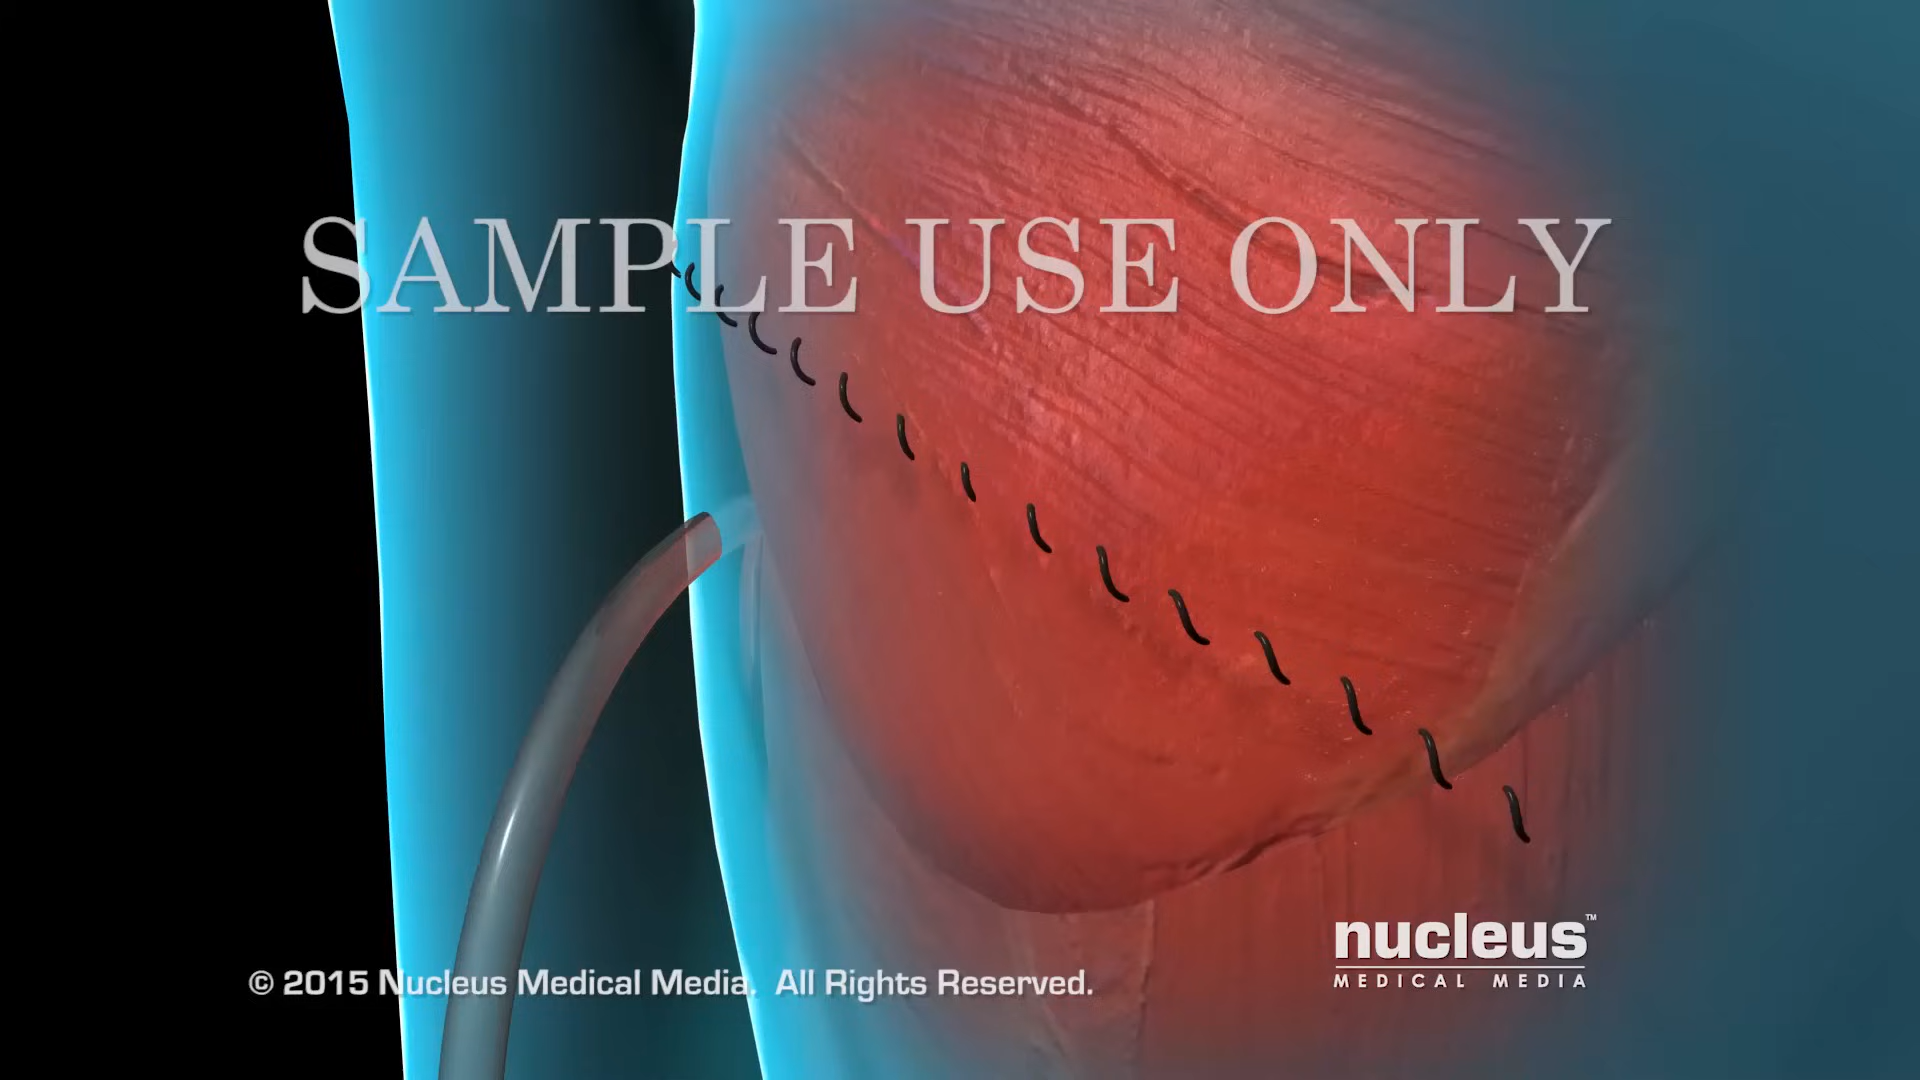 SAMPLE USE ONLY
nucleus™
MEDICAL MEDIA
© 2015 Nucleus Medical Media. All Rights Reserved.